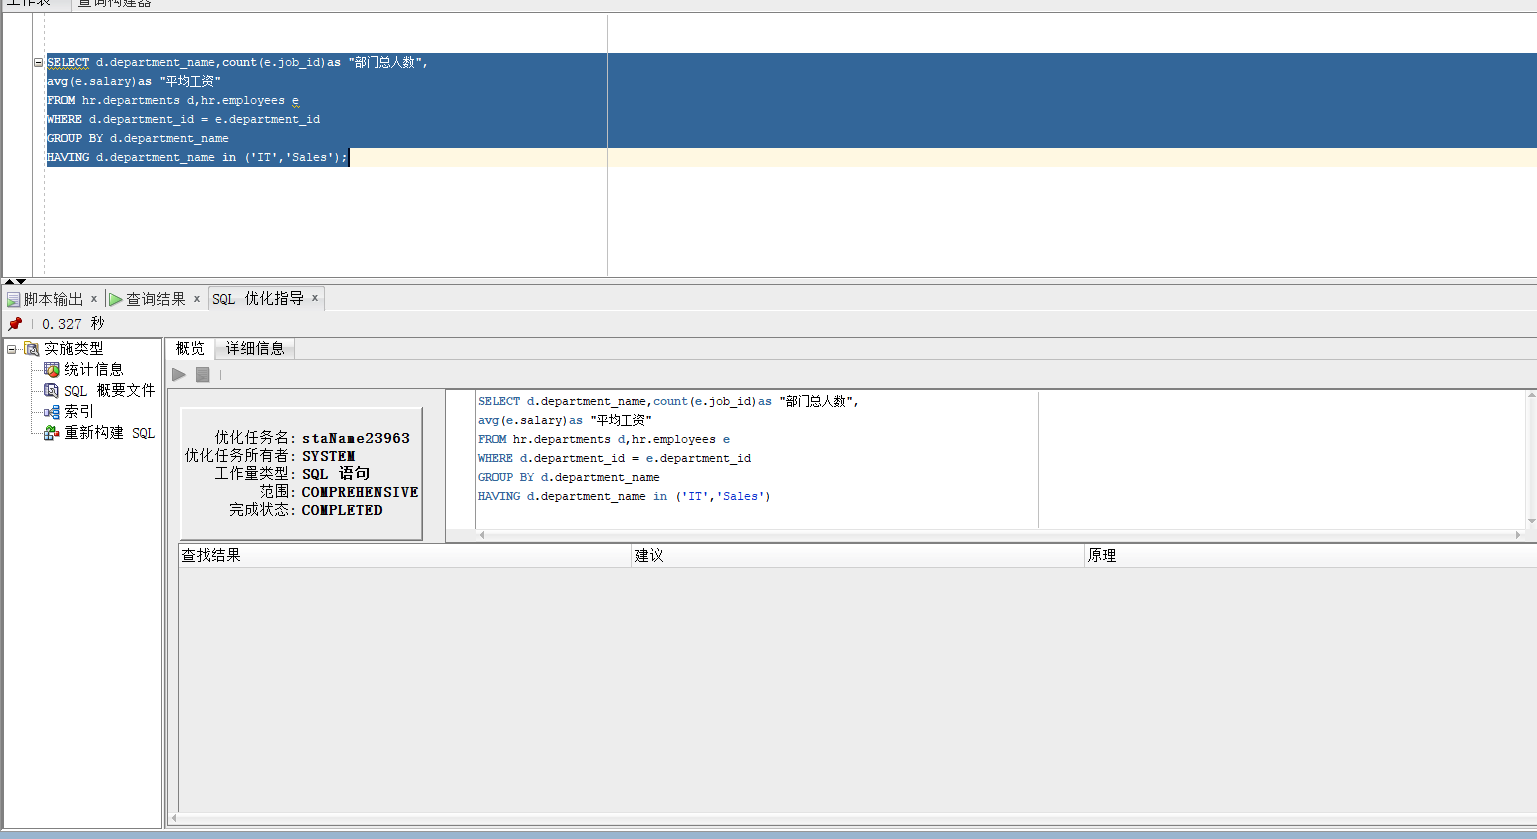 工作表 查询构建器
SELECT d.department_name,count(e.job_id)as "部门总人数",
avg(e.salary)as "平均工资"
FROM hr.departments d,hr.employees e
WHERE d.department_id = e.department_id
GROUP BY d.department_name
HAVING d.department_name in ('IT','Sales');
脚本输出 x 查询结果 x SQL 优化指导 x
0.327 秒
实施类型
统计信息
SQL 概要文件
索引
重新构建 SQL
概览 详细信息
优化任务名: staName23963
优化任务所有者: SYSTEM
工作量类型: SQL 语句
范围: COMPREHENSIVE
完成状态: COMPLETED
SELECT d.department_name,count(e.job_id)as "部门总人数",
avg(e.salary)as "平均工资"
FROM hr.departments d,hr.employees e
WHERE d.department_id = e.department_id
GROUP BY d.department_name
HAVING d.department_name in ('IT','Sales')
查找结果 建议 原理